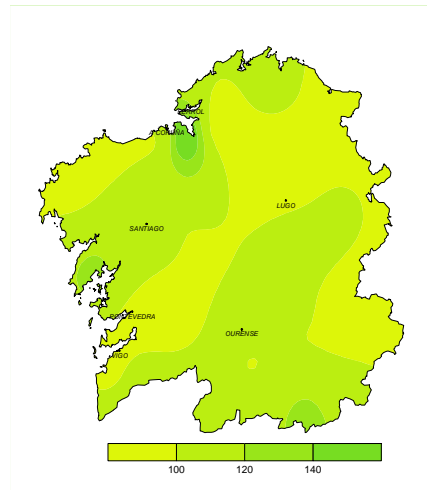 FERROL
A CORUÑA
LUGO
SANTIAGO
PONTEVEDRA
OURENSE
VIGO
100 120 140